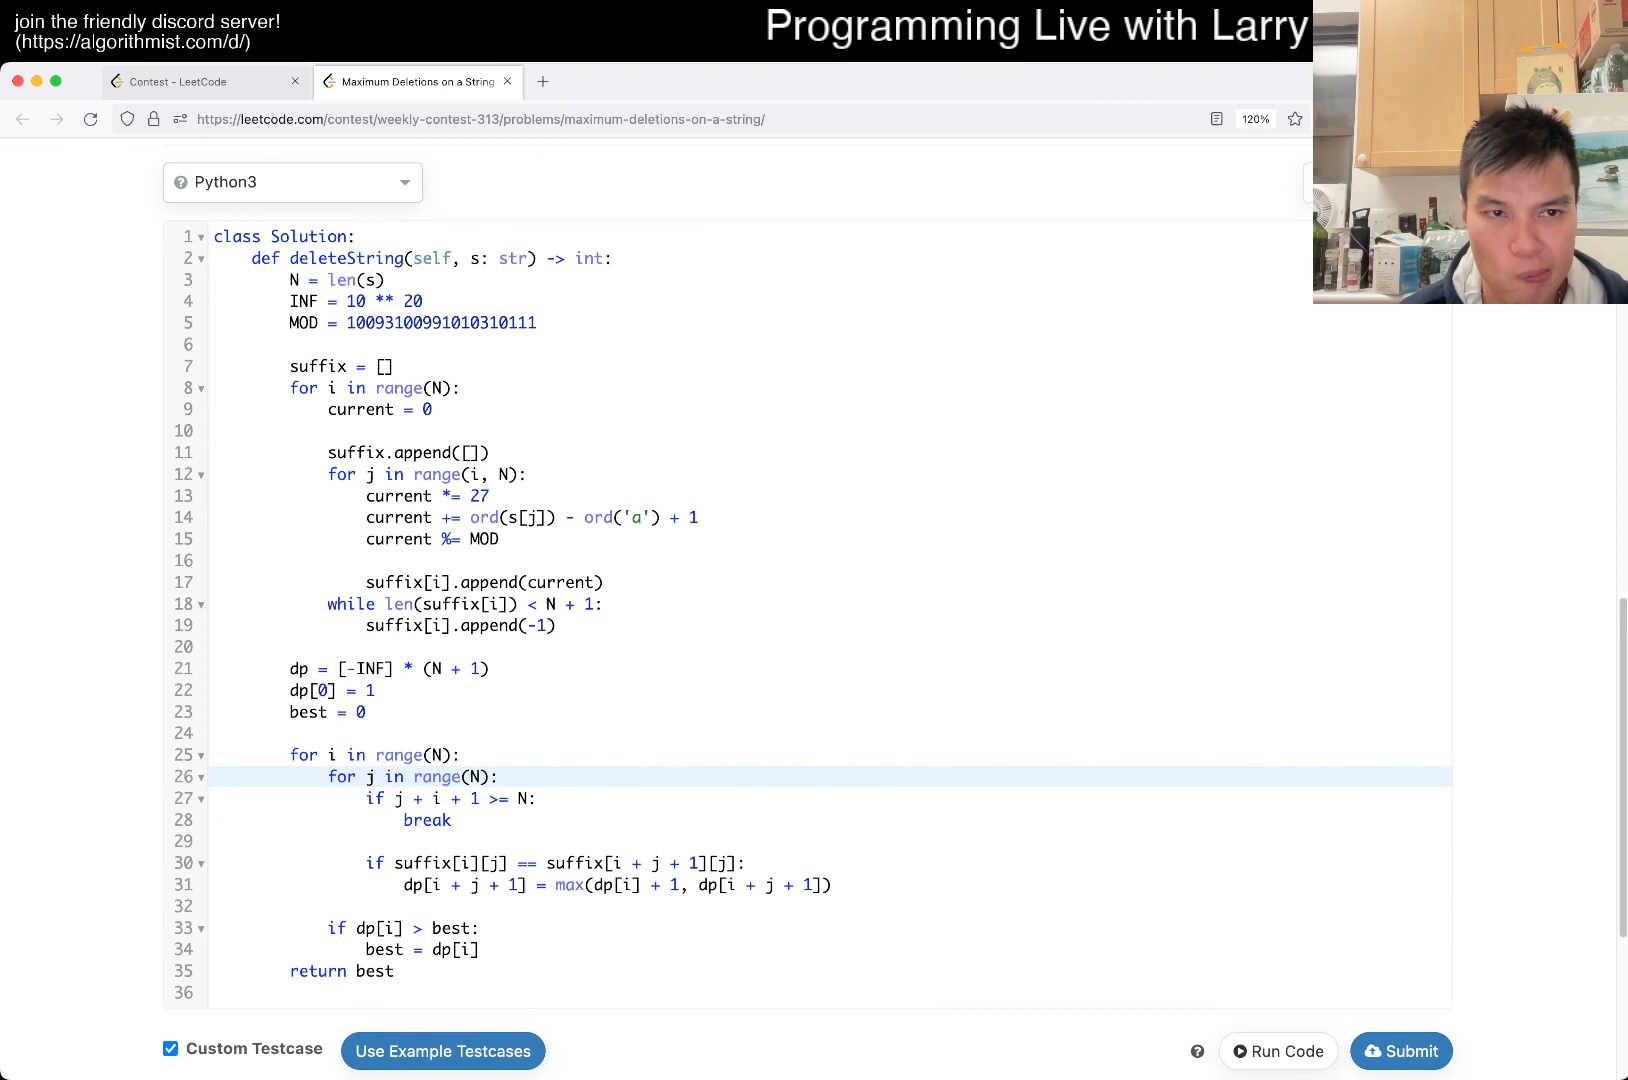 join the friendly discord server!
(https://algorithmist.com/d/)
Programming Live with Larry
Contest - LeetCode
Maximum Deletions on a String
https://leetcode.com/contest/weekly-contest-313/problems/maximum-deletions-on-a-string/
120%
Python3
1 class Solution:
2     def deleteString(self, s: str) -> int:
3         N = len(s)
4         INF = 10 ** 20
5         MOD = 10093100991010310111
6
7         suffix = []
8         for i in range(N):
9             current = 0
10
11             suffix.append([])
12             for j in range(i, N):
13                 current *= 27
14                 current += ord(s[j]) - ord('a') + 1
15                 current %= MOD
16
17                 suffix[i].append(current)
18             while len(suffix[i]) < N + 1:
19                 suffix[i].append(-1)
20
21         dp = [-INF] * (N + 1)
22         dp[0] = 1
23         best = 0
24
25         for i in range(N):
26             for j in range(N):
27                 if j + i + 1 >= N:
28                     break
29
30                 if suffix[i][j] == suffix[i + j + 1][j]:
31                     dp[i + j + 1] = max(dp[i] + 1, dp[i + j + 1])
32
33             if dp[i] > best:
34                 best = dp[i]
35         return best
36
Custom Testcase
Use Example Testcases
Run Code
Submit